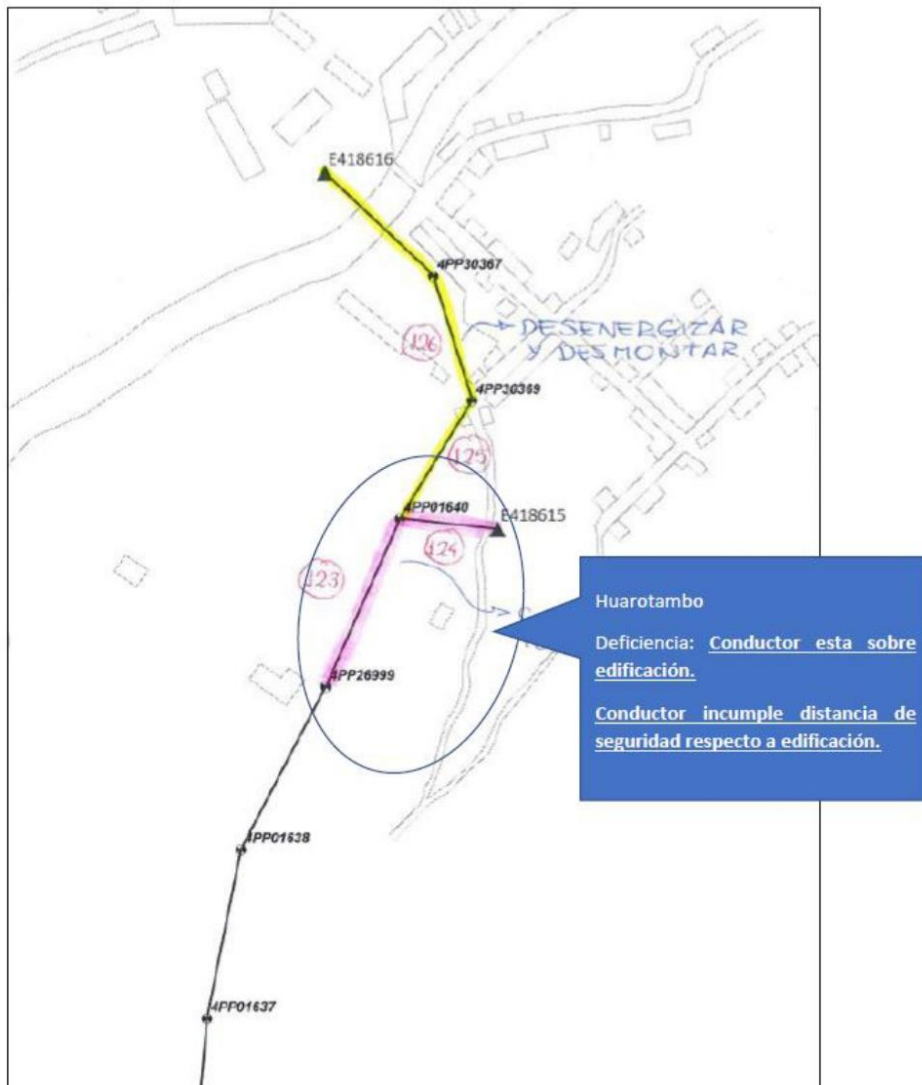 E418616
4PP30367
126
DESENERGIZAR
Y DESMONTAR
4PP30369
125
4PP01640
E418615
124
123
4PP26999
Huarotambo
Deficiencia: Conductor esta sobre
edificación.
Conductor incumple distancia de
seguridad respecto a edificación.
4PP01638
4PP01637